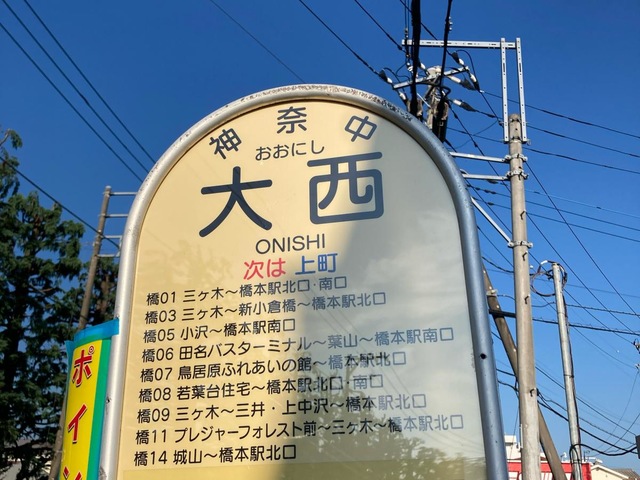 神奈中
おおにし
大西
ONISHI
次は 上町
橋01 三ヶ木～橋本駅北口・南口
橋03 三ヶ木～新小倉橋～橋本駅北口
橋05 小沢～橋本駅南口
橋06 田名バスターミナル～葉山～橋本駅南口
橋07 鳥居原ふれあいの館～橋本駅北口
橋08 若葉台住宅～橋本駅北口・南口
橋09 三ヶ木～三井・上中沢～橋本駅北口
橋11 プレジャーフォレスト前～三ヶ木～橋本駅北口
橋14 城山～橋本駅北口
ポイン